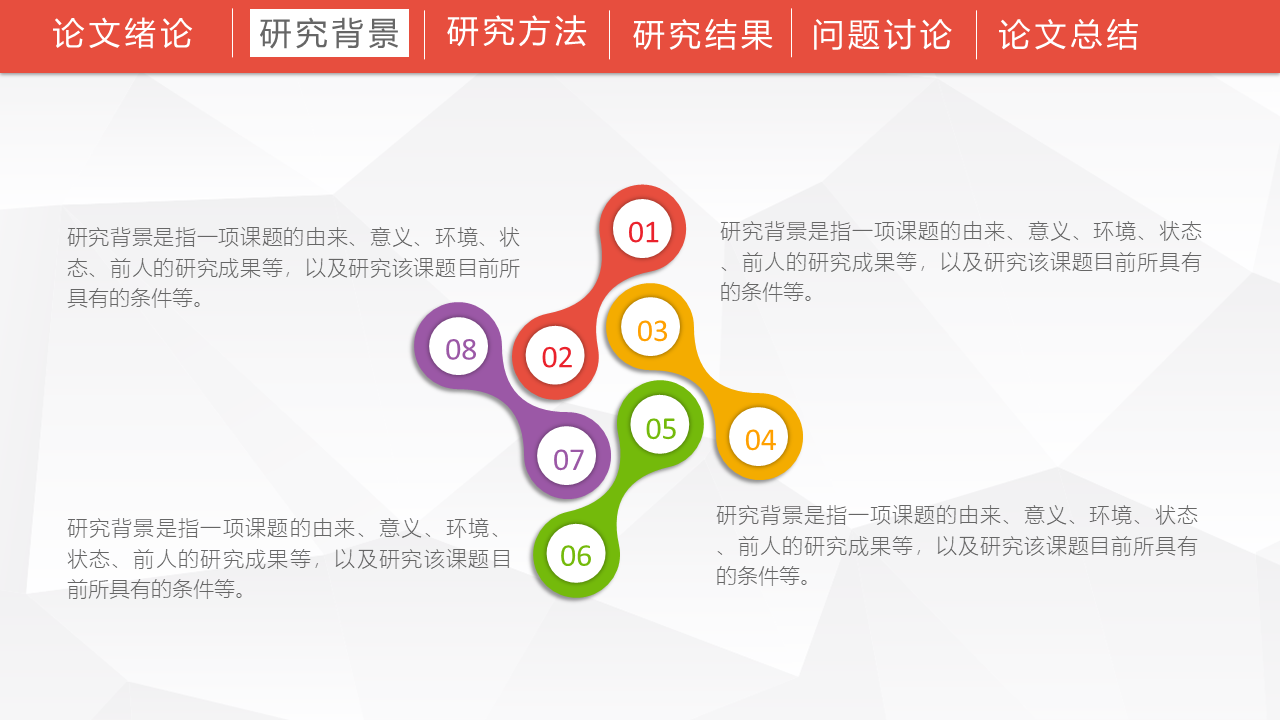 论文绪论
研究背景
研究方法
研究结果
问题讨论
论文总结
研究背景是指一项课题的由来、意义、环境、状
态、前人的研究成果等，以及研究该课题目前所
具有的条件等。
01
研究背景是指一项课题的由来、意义、环境、状态
、前人的研究成果等，以及研究该课题目前所具有
的条件等。
08
02
03
07
05
04
06
研究背景是指一项课题的由来、意义、环境、
状态、前人的研究成果等，以及研究该课题目
前所具有的条件等。
研究背景是指一项课题的由来、意义、环境、状态
、前人的研究成果等，以及研究该课题目前所具有
的条件等。